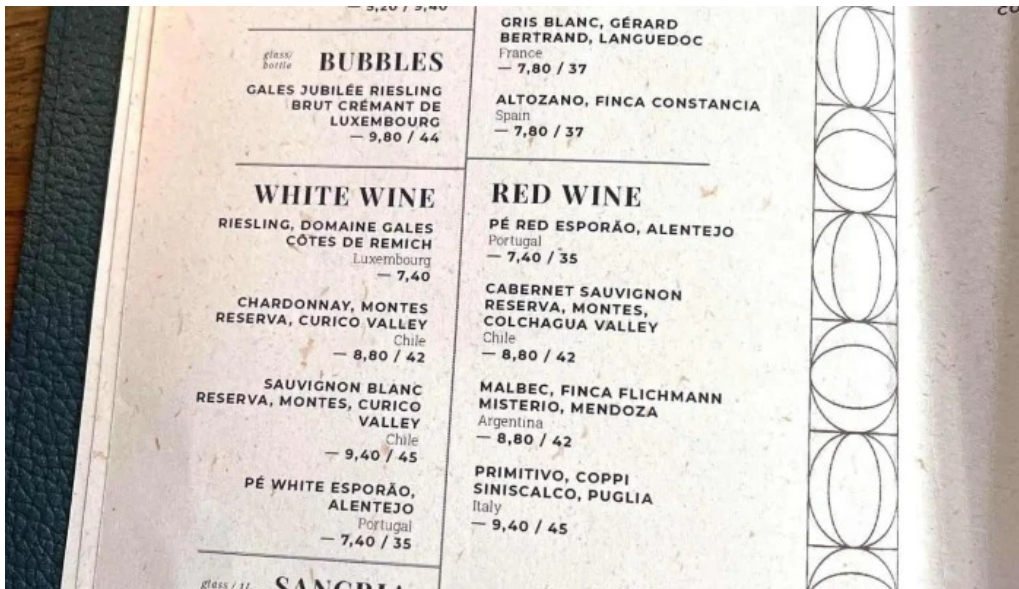 5,20 / 9,40
glass/
bottle
BUBBLES
GALES JUBILÉE RIESLING
BRUT CRÉMANT DE
LUXEMBOURG
— 9,80 / 44
WHITE WINE
RIESLING, DOMAINE GALES
CÔTES DE REMICH
Luxembourg
— 7,40
CHARDONNAY, MONTES
RESERVA, CURICO VALLEY
Chile
— 8,80 / 42
SAUVIGNON BLANC
RESERVA, MONTES, CURICO
VALLEY
Chile
— 9,40 / 45
PÉ WHITE ESPORÃO,
ALENTEJO
Portugal
— 7,40 / 35
SANGRIA
GRIS BLANC, GÉRARD
BERTRAND, LANGUEDOC
France
— 7,80 / 37
ALTOZANO, FINCA CONSTANCIA
Spain
— 7,80 / 37
RED WINE
PÉ RED ESPORÃO, ALENTEJO
Portugal
— 7,40 / 35
CABERNET SAUVIGNON
RESERVA, MONTES,
COLCHAGUA VALLEY
Chile
— 8,80 / 42
MALBEC, FINCA FLICHMANN
MISTERIO, MENDOZA
Argentina
— 8,80 / 42
PRIMITIVO, COPPI
SINISCALCO, PUGLIA
Italy
— 9,40 / 45